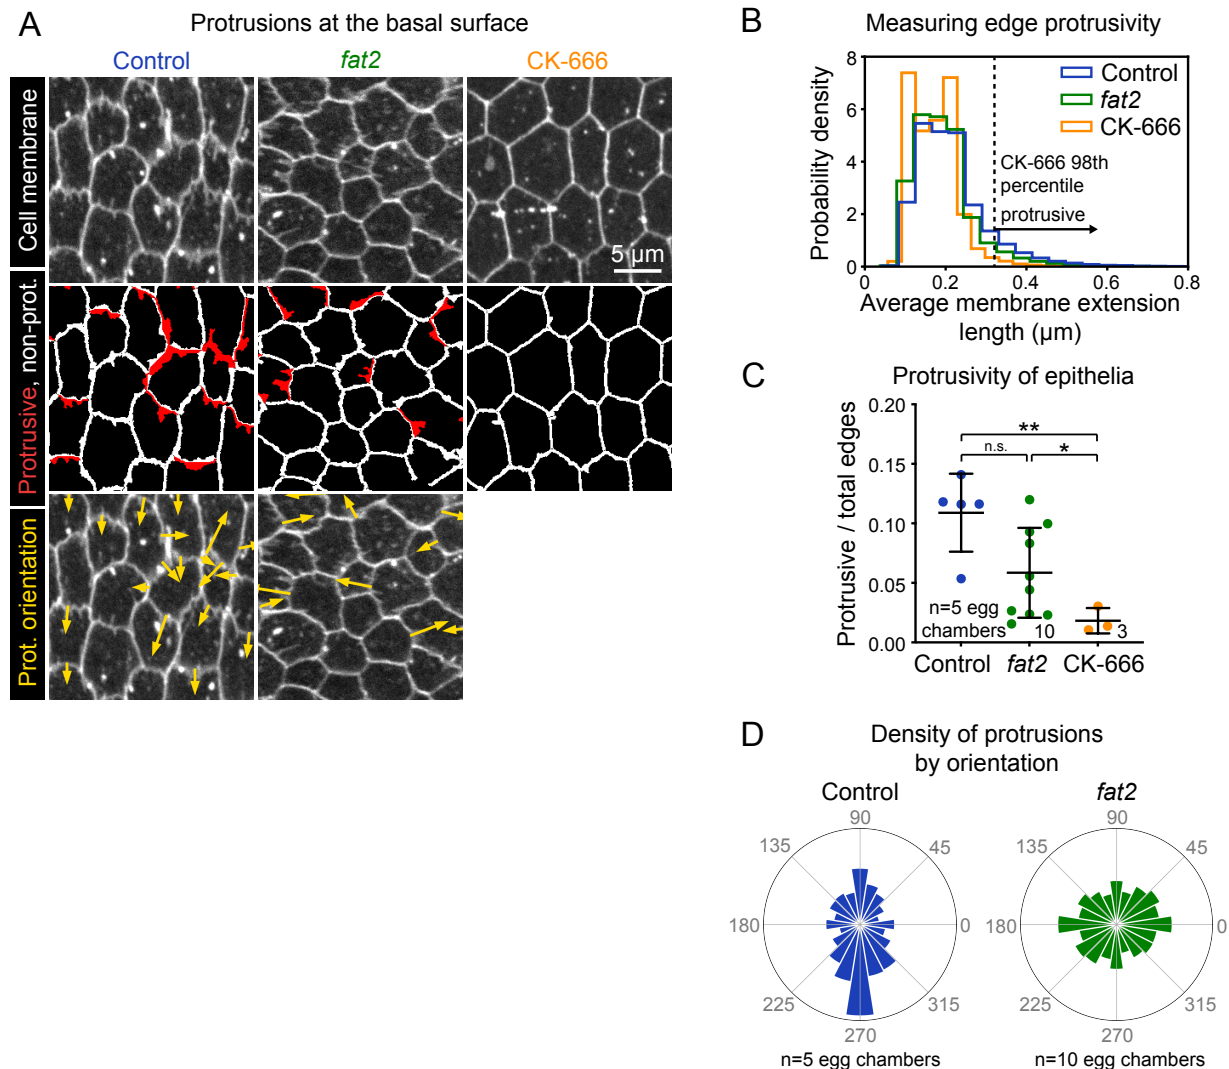 A
Protrusions at the basal surface
Control
fat2
CK-666
Cell membrane
5 µm
Protrusive, non-prot.
Prot. orientation
B
Measuring edge protrusivity
Probability density
8
6
4
2
0
Control
fat2
CK-666
CK-666 98th
percentile
protrusive
0
0.2
0.4
0.6
0.8
Average membrane extension
length (µm)
C
Protrusivity of epithelia
Protrusive / total edges
0.20
0.15
0.10
0.05
0.00
**
n.s.
*
n=5 egg
chambers
10
3
Control
fat2
CK-666
D
Density of protrusions
by orientation
Control
90
135
45
180
0
225
315
270
n=5 egg chambers
fat2
90
135
45
180
0
225
315
270
n=10 egg chambers